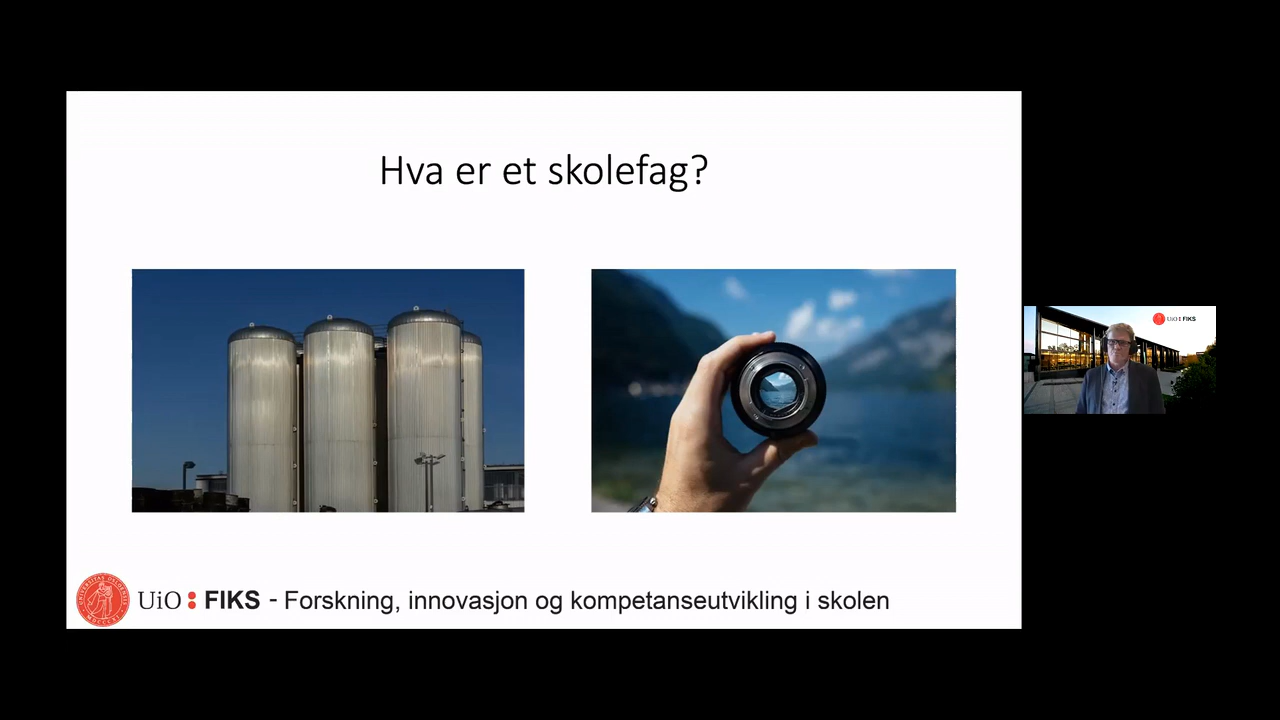 Hva er et skolefag?
UiO : FIKS - Forskning, innovasjon og kompetanseutvikling i skolen
UiO : FIKS